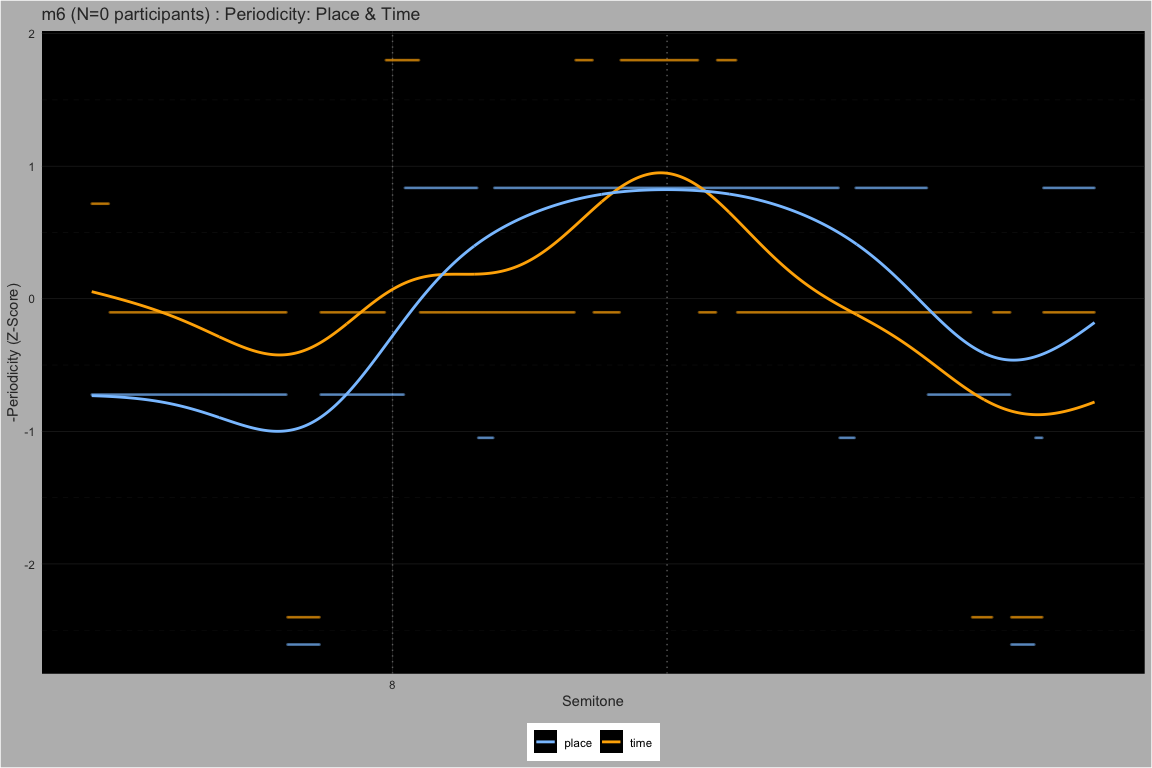 m6 (N=0 participants) : Periodicity: Place & Time
2
1
0
-1
-2
-Periodicity (Z-Score)
8
Semitone
place time